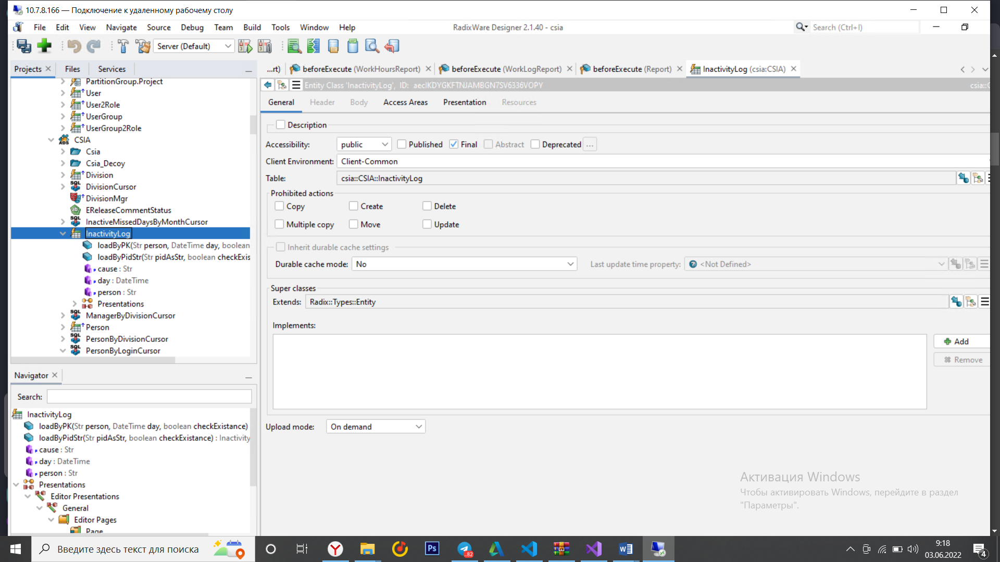 10.7.8.166 — Подключение к удаленному рабочему столу
File Edit View Navigate Source Debug Team Build Tools Window Help
RadixWare Designer 2.1.40 - csia
Search (Ctrl+I)
Server (Default)
Projects Files Services
PartitionGroup.Project
User
User2Role
UserGroup
UserGroup2Role
CSIA
Csia
Csia_Decoy
Division
DivisionCursor
DivisionMgr
EReleaseCommentStatus
InactiveMissedDaysByMonthCursor
InactivityLog
loadByPK(Str person, DateTime day, boolean
loadByPidStr(Str pidAsStr, boolean checkExis
cause : Str
day : DateTime
person : Str
Presentations
ManagerByDivisionCursor
Person
PersonByDivisionCursor
PersonByLoginCursor
Navigator
Search:
InactivityLog
loadByPK(Str person, DateTime day, boolean checkExistance)
loadByPidStr(Str pidAsStr, boolean checkExistance) : Inactivity
cause : Str
day : DateTime
person : Str
Presentations
Editor Presentations
General
Editor Pages
Page
...rt) beforeExecute (WorkHoursReport) beforeExecute (WorkLogReport) beforeExecute (Report) InactivityLog (csia:CSIA)
Entity Class 'InactivityLog', ID: aecIKDYGKFTNJAMBGN7SV6336VOPY csia::C
General Header Body Access Areas Presentation Resources
Description
Accessibility: public Published Final Abstract Deprecated ...
Client Environment: Client-Common
Table: csia::CSIA::InactivityLog
Prohibited actions
Copy Create Delete
Multiple copy Move Update
Inherit durable cache settings
Durable cache mode: No Last update time property: <Not Defined>
Super classes
Extends: Radix::Types::Entity
Implements:
Add
Remove
Upload mode: On demand
Активация Windows
Чтобы активировать Windows, перейдите в раздел
"Параметры".
Введите здесь текст для поиска
Ps
82
9:18
03.06.2022
4